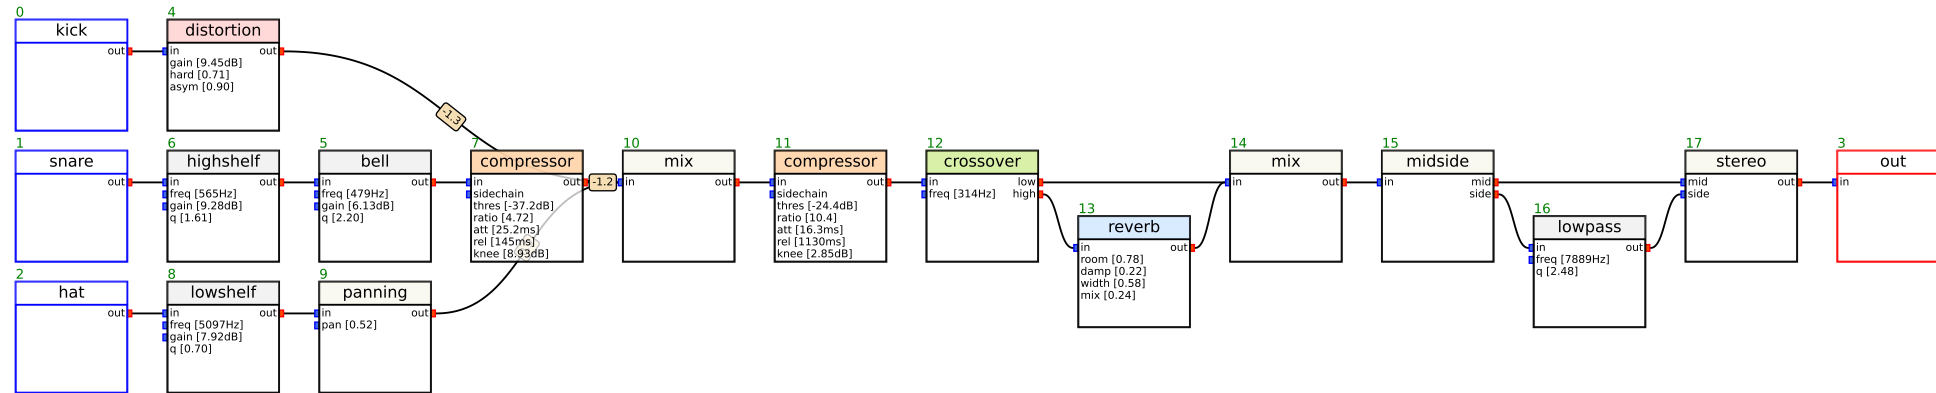 0
kick
out
4
distortion
in out
gain [9.45dB]
hard [0.71]
asym [0.90]
-1.3
1
snare
out
6
highshelf
in out
freq [565Hz]
gain [9.28dB]
q [1.61]
5
bell
in out
freq [479Hz]
gain [6.13dB]
q [2.20]
7
compressor
in out
sidechain
thres [-37.2dB]
ratio [4.72]
att [25.2ms]
rel [145ms]
knee [8.93dB]
-1.2
10
mix
in out
11
compressor
in out
sidechain
thres [-24.4dB]
ratio [10.4]
att [16.3ms]
rel [1130ms]
knee [2.85dB]
12
crossover
in low
freq [314Hz] high
13
reverb
in out
room [0.78]
damp [0.22]
width [0.58]
mix [0.24]
14
mix
in out
15
midside
in mid
side
16
lowpass
in out
freq [7889Hz]
q [2.48]
17
stereo
mid out
side
3
out
in
2
hat
out
8
lowshelf
in out
freq [5097Hz]
gain [7.92dB]
q [0.70]
9
panning
in out
pan [0.52]